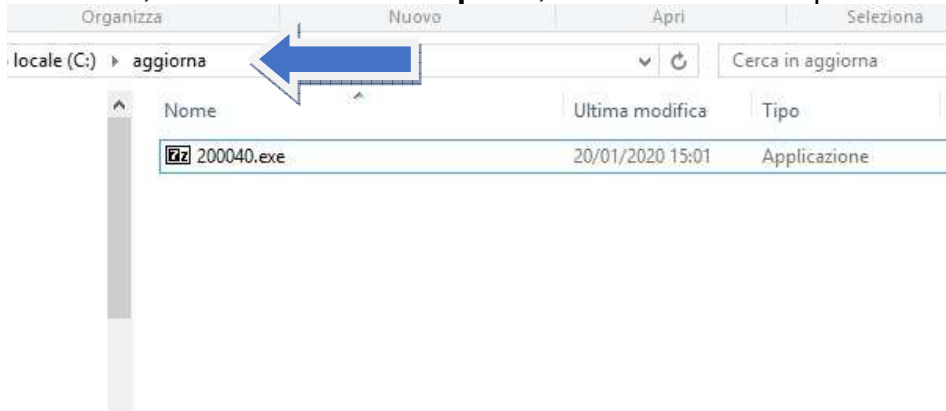 Organizza Nuovo Apri Seleziona
locale (C:) aggiorna Cerca in aggiorna
Nome Ultima modifica Tipo
7z 200040.exe 20/01/2020 15:01 Applicazione